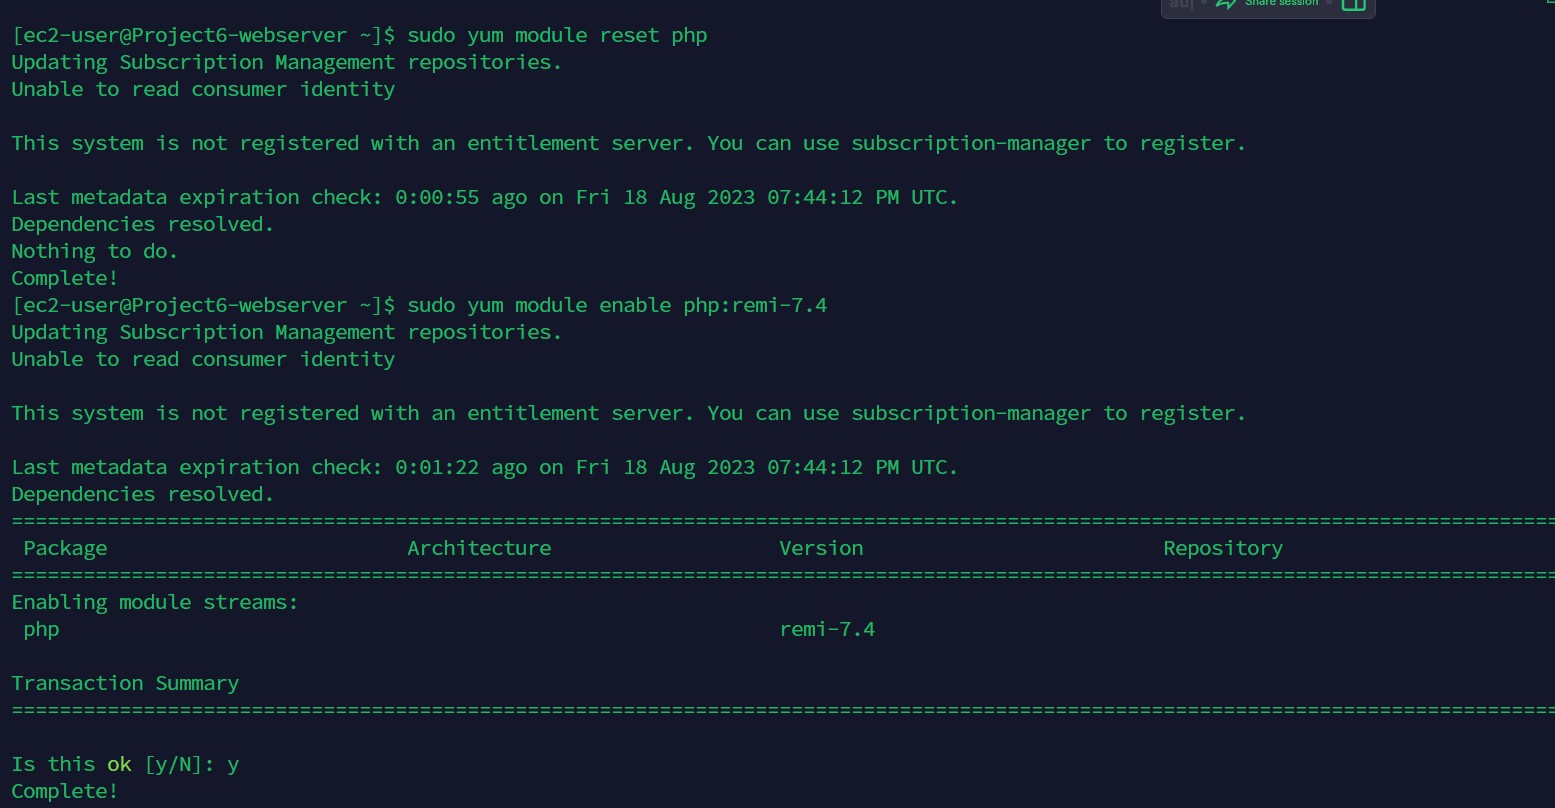 Share session
[ec2-user@Project6-webserver ~]$ sudo yum module reset php
Updating Subscription Management repositories.
Unable to read consumer identity
This system is not registered with an entitlement server. You can use subscription-manager to register.
Last metadata expiration check: 0:00:55 ago on Fri 18 Aug 2023 07:44:12 PM UTC.
Dependencies resolved.
Nothing to do.
Complete!
[ec2-user@Project6-webserver ~]$ sudo yum module enable php:remi-7.4
Updating Subscription Management repositories.
Unable to read consumer identity
This system is not registered with an entitlement server. You can use subscription-manager to register.
Last metadata expiration check: 0:01:22 ago on Fri 18 Aug 2023 07:44:12 PM UTC.
Dependencies resolved.
Package Architecture Version Repository
Enabling module streams:
php remi-7.4
Transaction Summary
Is this ok [y/N]: y
Complete!